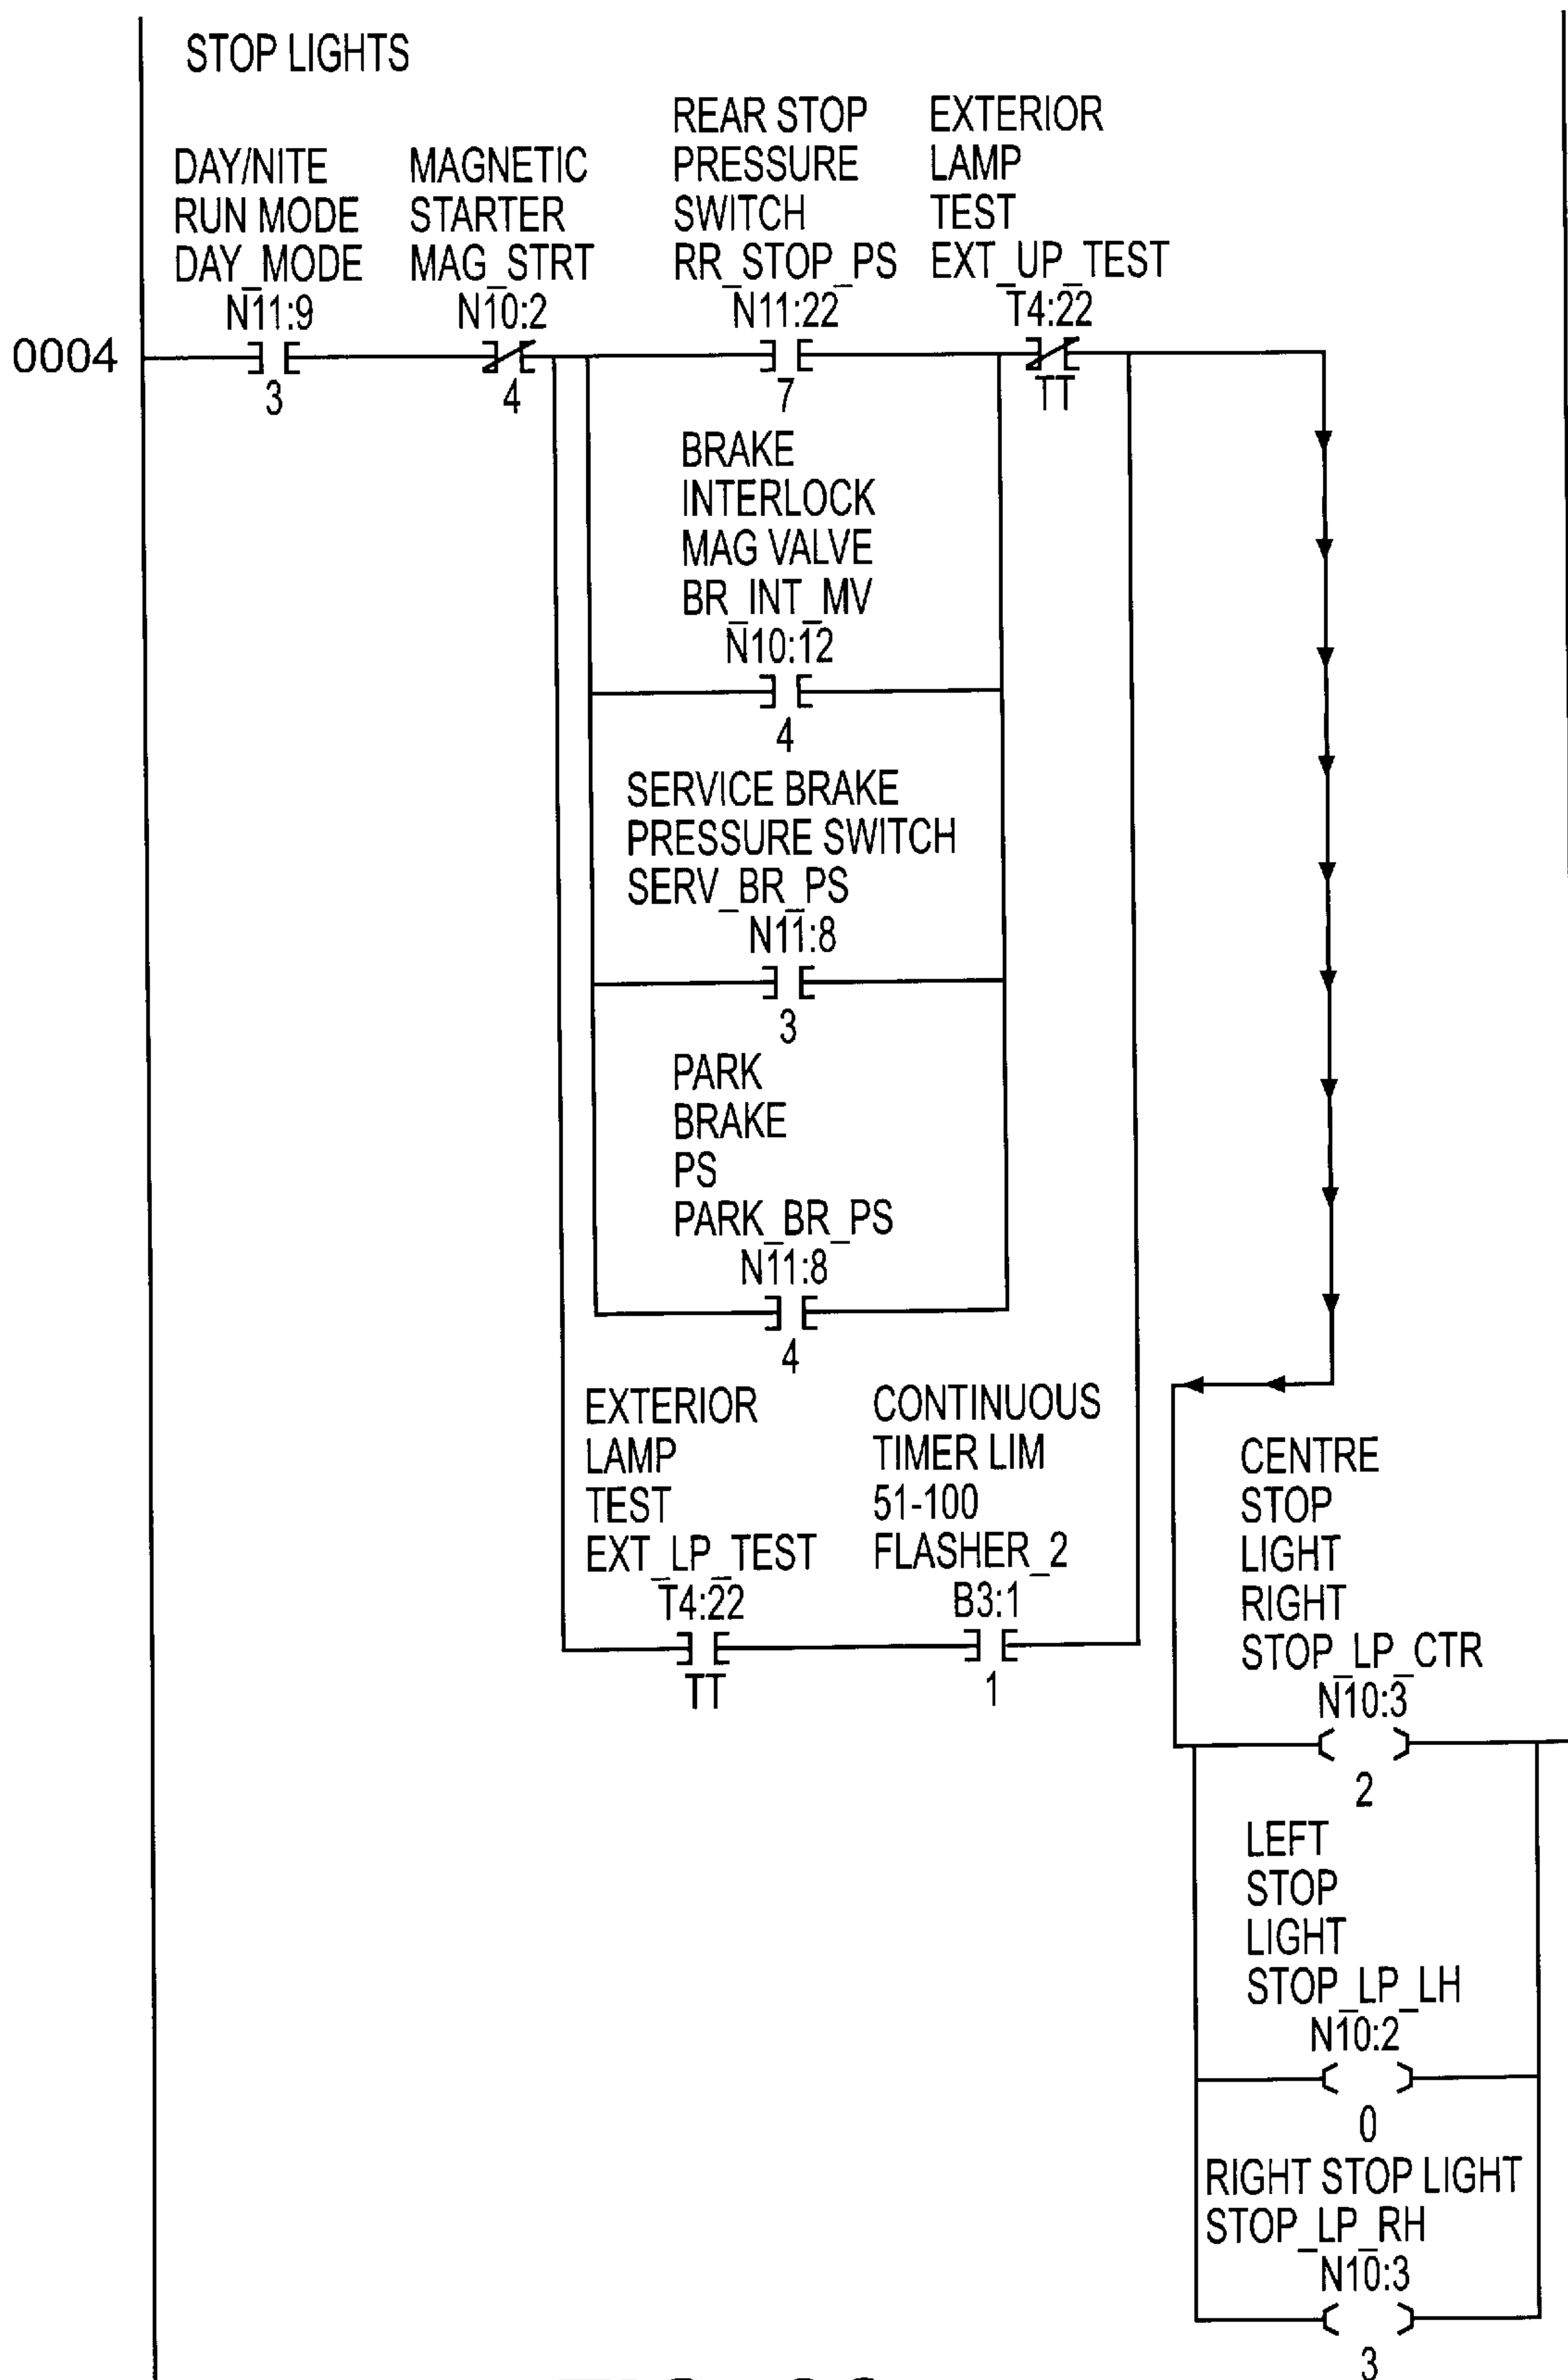 STOP LIGHTS
DAY/NITE
RUN MODE
DAY_MODE
N11:9
3
MAGNETIC
STARTER
MAG_STRT
N10:2
4
REAR STOP
PRESSURE
SWITCH
RR_STOP_PS
N11:22
7
EXTERIOR
LAMP
TEST
EXT_UP_TEST
T4:22
TT
0004
BRAKE
INTERLOCK
MAG VALVE
BR_INT_MV
N10:12
4
SERVICE BRAKE
PRESSURE SWITCH
SERV_BR_PS
N11:8
3
PARK
BRAKE
PS
PARK_BR_PS
N11:8
4
EXTERIOR
LAMP
TEST
EXT_LP_TEST
T4:22
TT
CONTINUOUS
TIMER LIM
51-100
FLASHER_2
B3:1
1
CENTRE
STOP
LIGHT
RIGHT
STOP_LP_CTR
N10:3
2
LEFT
STOP
LIGHT
STOP_LP_LH
N10:2
0
RIGHT STOP LIGHT
STOP_LP_RH
N10:3
3